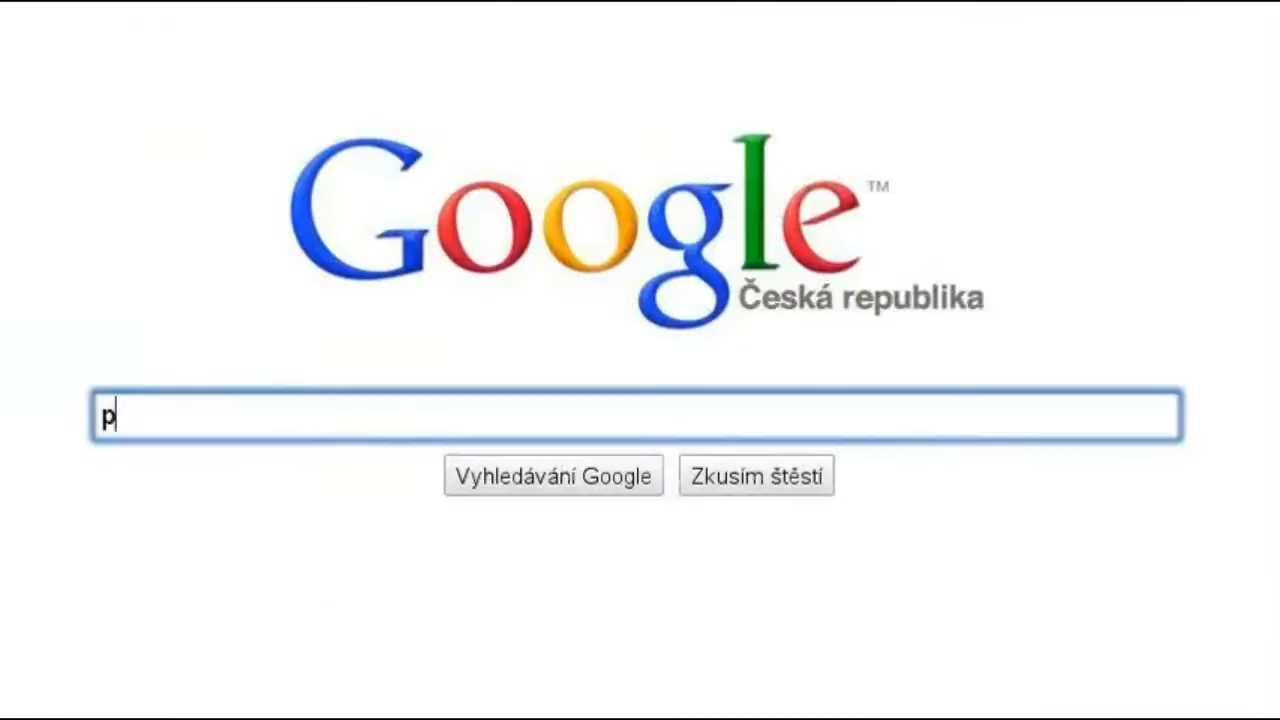 Google™
Česká republika
p
Vyhledávání Google
Zkusím štěstí